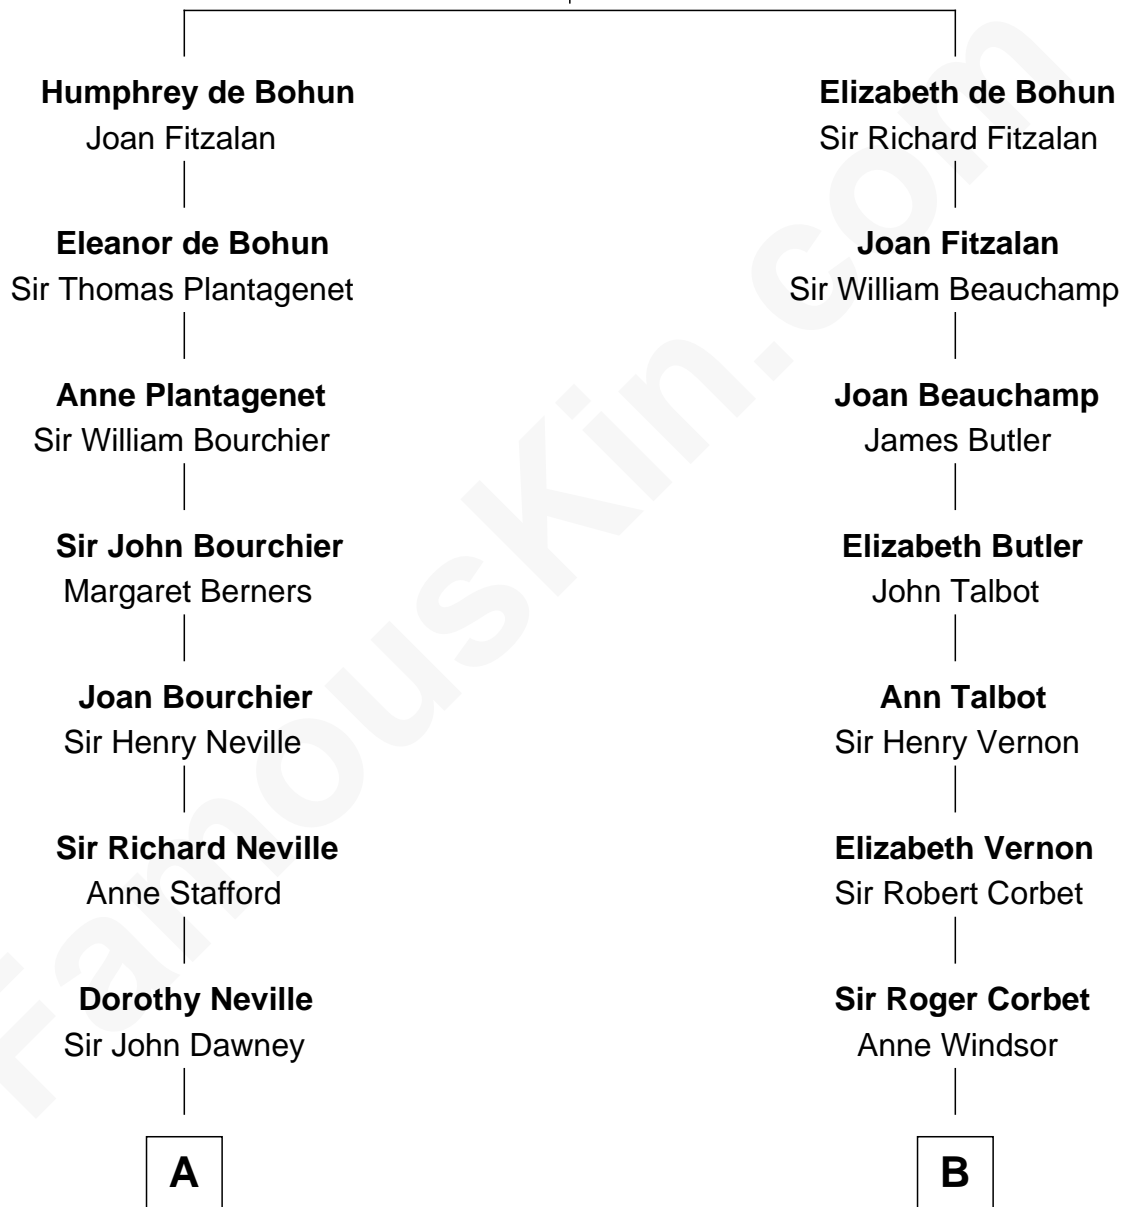 Humphrey de Bohun
Joan Fitzalan
Eleanor de Bohun
Sir Thomas Plantagenet
Anne Plantagenet
Sir William Bourchier
Sir John Bourchier
Margaret Berners
Joan Bourchier
Sir Henry Neville
Sir Richard Neville
Anne Stafford
Dorothy Neville
Sir John Dawney
A
Elizabeth de Bohun
Sir Richard Fitzalan
Joan Fitzalan
Sir William Beauchamp
Joan Beauchamp
James Butler
Elizabeth Butler
John Talbot
Ann Talbot
Sir Henry Vernon
Elizabeth Vernon
Sir Robert Corbet
Sir Roger Corbet
Anne Windsor
B
FamousKin.com